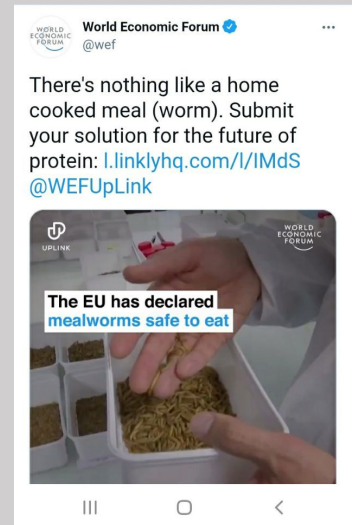 WORLD
ECONOMIC
FORUM
World Economic Forum
@wef
There's nothing like a home
cooked meal (worm). Submit
your solution for the future of
protein: l.linklyhq.com/l/IMdS
@WEFUpLink
UPLINK
WORLD
ECONOMIC
FORUM
The EU has declared
mealworms safe to eat